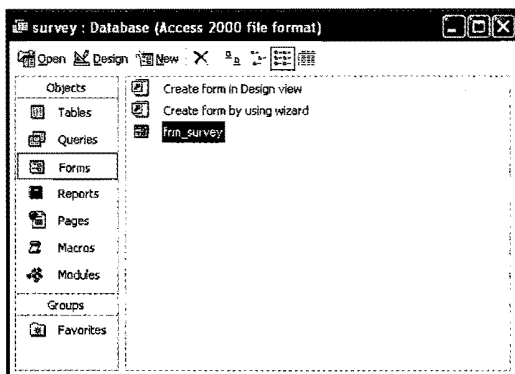 survey : Database (Access 2000 file format)
Open Design New
Objects
Tables
Queries
Forms
Reports
Pages
Macros
Modules
Groups
Favorites
Create form in Design view
Create form by using wizard
frm_survey